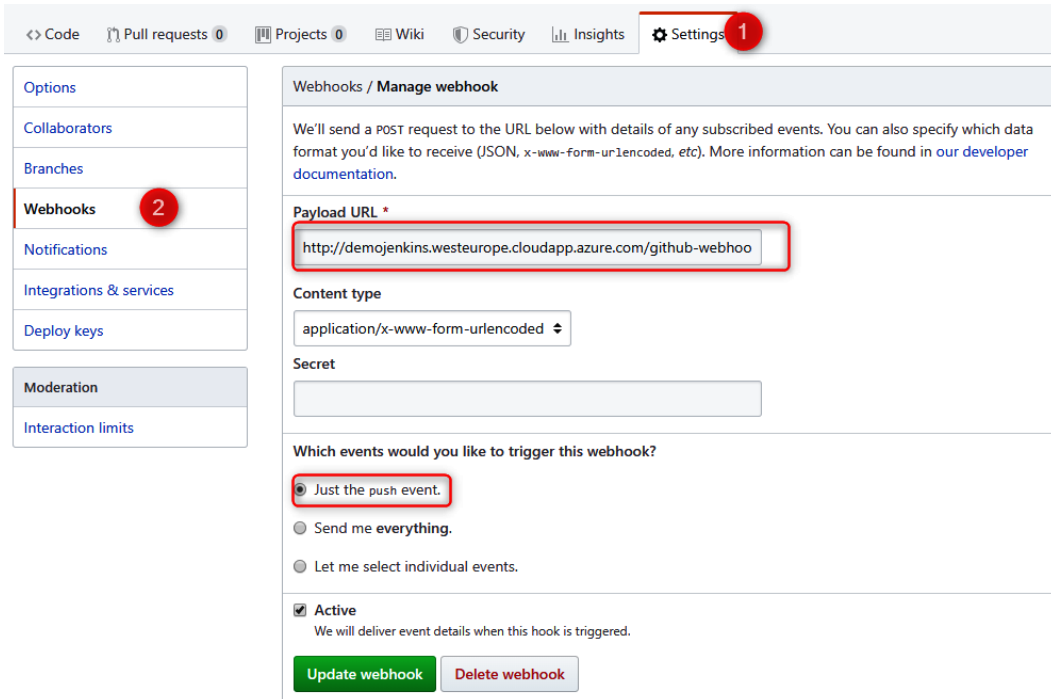 <> Code Pull requests 0 Projects 0 Wiki Security Insights Settings 1
Options
Collaborators
Branches
Webhooks 2
Notifications
Integrations & services
Deploy keys
Moderation
Interaction limits
Webhooks / Manage webhook
We'll send a POST request to the URL below with details of any subscribed events. You can also specify which data
format you'd like to receive (JSON, x-www-form-urlencoded, etc). More information can be found in our developer
documentation.
Payload URL *
http://demojenkins.westeurope.cloudapp.azure.com/github-webhoo
Content type
application/x-www-form-urlencoded
Secret
Which events would you like to trigger this webhook?
Just the push event.
Send me everything.
Let me select individual events.
Active
We will deliver event details when this hook is triggered.
Update webhook Delete webhook